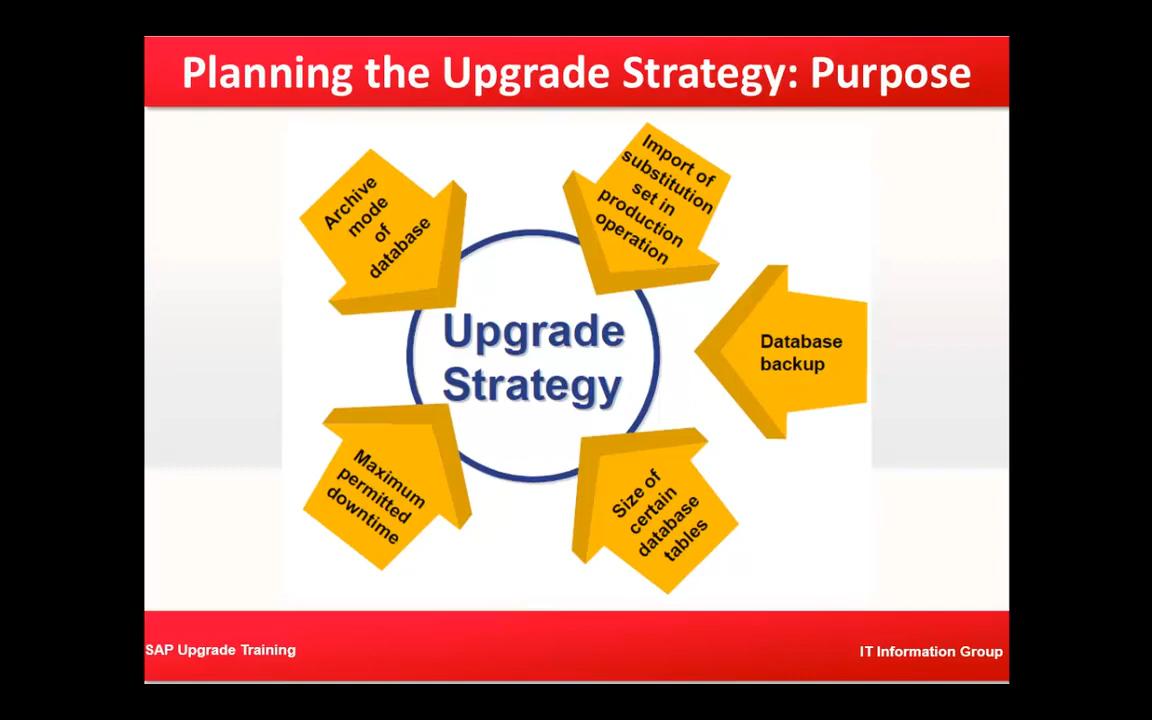 Planning the Upgrade Strategy: Purpose
Archive
mode
of
database
Import of
substitution
set in
production
operation
Database
backup
Upgrade
Strategy
Maximum
permitted
downtime
Size of
certain
database
tables
SAP Upgrade Training
IT Information Group